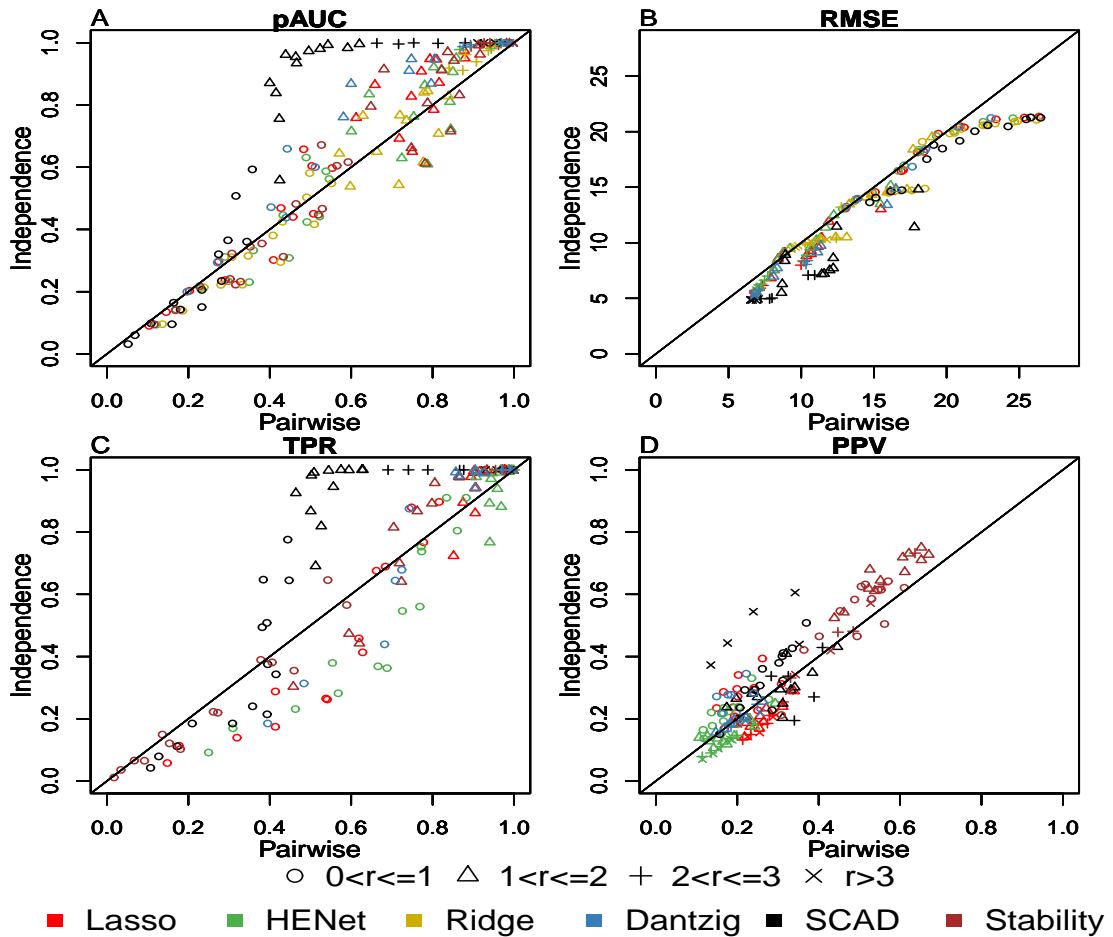 A pAUC B RMSE
1.0
0.8
0.6
0.4
0.2
0.0
Independence
0.0 0.2 0.4 0.6 0.8 1.0
Pairwise
25
20
15
10
5
0
Independence
0 5 10 15 20 25
Pairwise
C TPR D PPV
1.0
0.8
0.6
0.4
0.2
0.0
Independence
0.0 0.2 0.4 0.6 0.8 1.0
Pairwise
1.0
0.8
0.6
0.4
0.2
0.0
Independence
0.0 0.2 0.4 0.6 0.8 1.0
Pairwise
0<r<=1 1<r<=2 2<r<=3 r>3
Lasso HENet Ridge Dantzig SCAD Stability